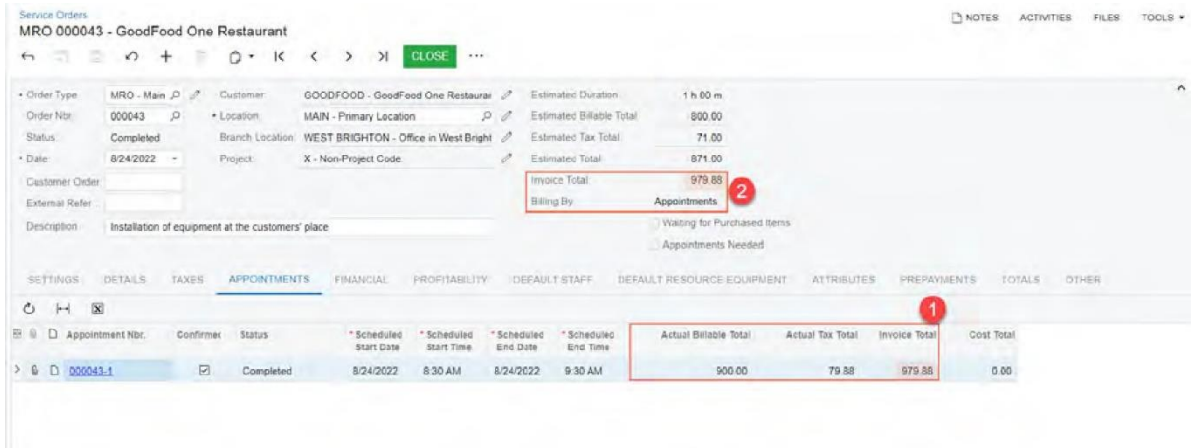 Service Orders
NOTES ACTIVITIES FILES TOOLS
MRO 000043 - GoodFood One Restaurant
CLOSE
Order Type: MRO - Main Customer: GOODFOOD - GoodFood One Restaurar Estimated Duration: 1 h 00 m
Order Nbr. 000043 Location: MAIN - Primary Location Estimated Billable Total: 800.00
Status: Completed Branch Location: WEST BRIGHTON - Office in West Bright Estimated Tax Total: 71.00
Date: 8/24/2022 Project: X - Non-Project Code. Estimated Total: 871.00
Customer Order Invoice Total: 979.88
2
External Refer... Billing By: Appointments
Description: Installation of equipment at the customers' place Waiting for Purchased Items
Appointments Needed
SETTINGS DETAILS TAXES APPOINTMENTS FINANCIAL PROFITABILITY DEFAULT STAFF DEFAULT RESOURCE EQUIPMENT ATTRIBUTES PREPAYMENTS TOTALS OTHER
1
Appointment Nbr. Confirmed Status * Scheduled Start Date * Scheduled Start Time * Scheduled End Date * Scheduled End Time Actual Billable Total Actual Tax Total Invoice Total Cost Total
000043-1 Completed 8/24/2022 8:30 AM 8/24/2022 9:30 AM 900.00 79.88 979.88 0.00